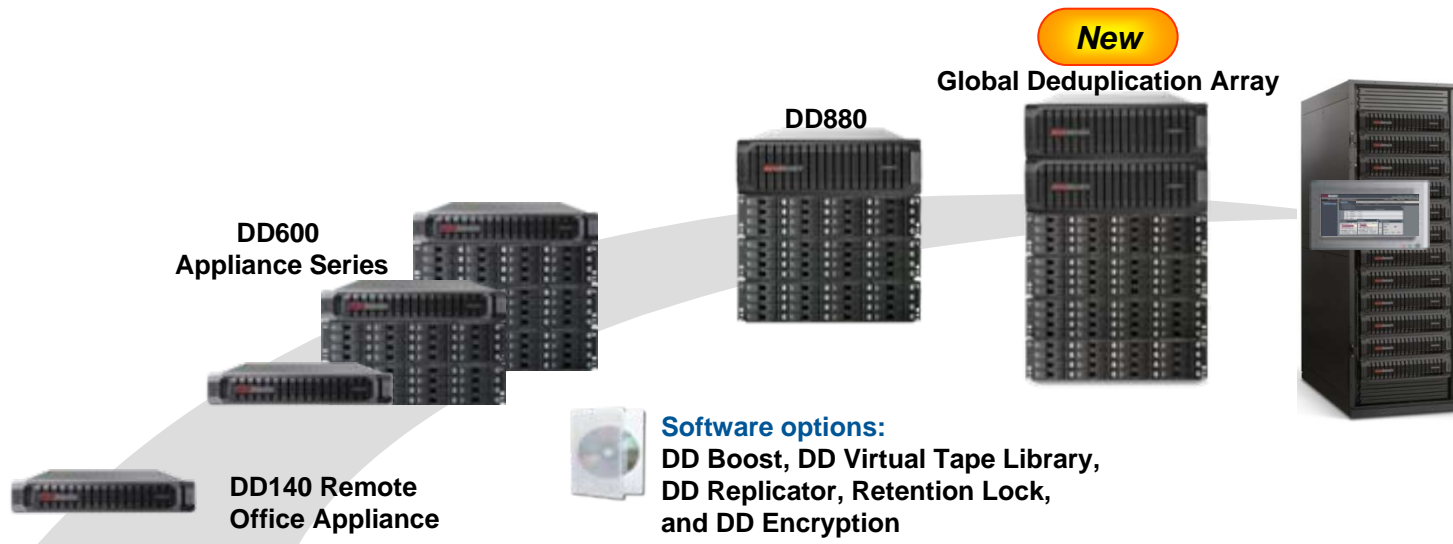 New
Global Deduplication Array
DD880
DD600
Appliance Series
Software options:
DD Boost, DD Virtual Tape Library,
DD Replicator, Retention Lock,
and DD Encryption
DD140 Remote
Office Appliance